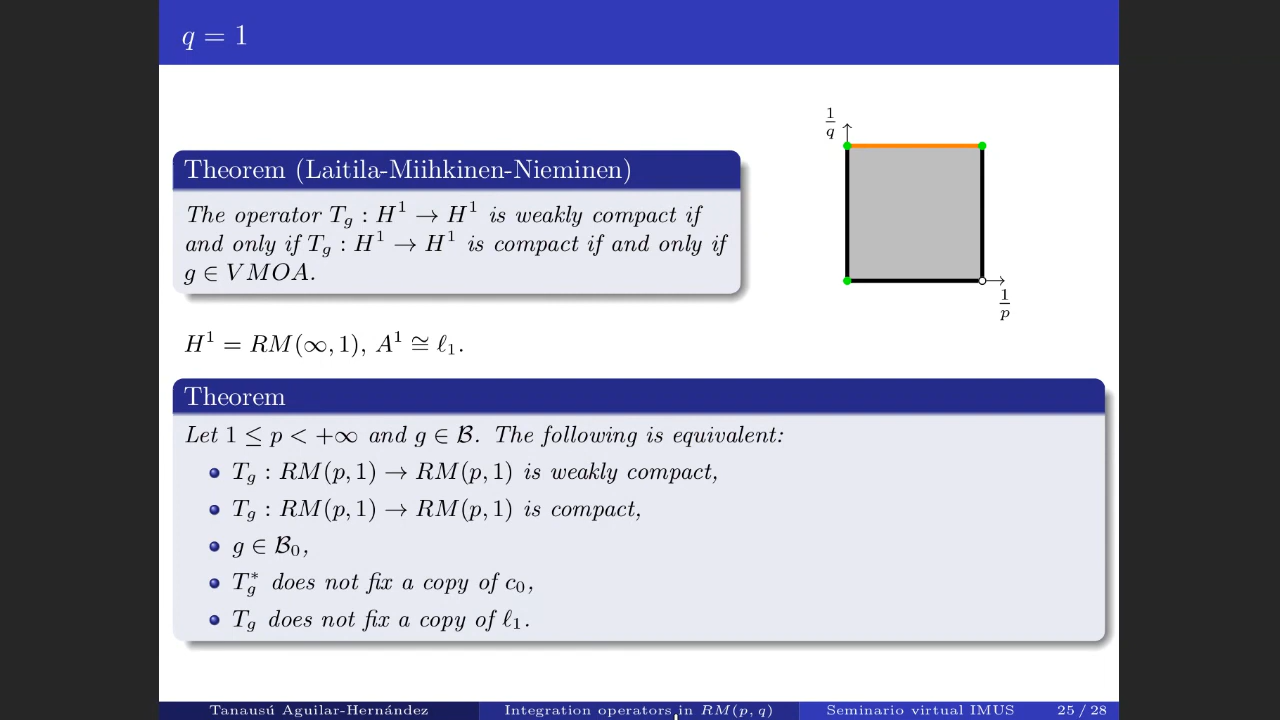 q = 1
1
q
Theorem (Laitila-Miihkinen-Nieminen)
The operator T_g : H^1 → H^1 is weakly compact if
and only if T_g : H^1 → H^1 is compact if and only if
g ∈ VMOA.
1
p
H^1 = RM(∞, 1), A^1 ≅ ℓ_1.
Theorem
Let 1 ≤ p < +∞ and g ∈ ℬ. The following is equivalent:
T_g : RM(p, 1) → RM(p, 1) is weakly compact,
T_g : RM(p, 1) → RM(p, 1) is compact,
g ∈ ℬ_0,
T_g^* does not fix a copy of c_0,
T_g does not fix a copy of ℓ_1.
Tanausú Aguilar-Hernández Integration operators in RM(p, q) Seminario virtual IMUS 25 / 28